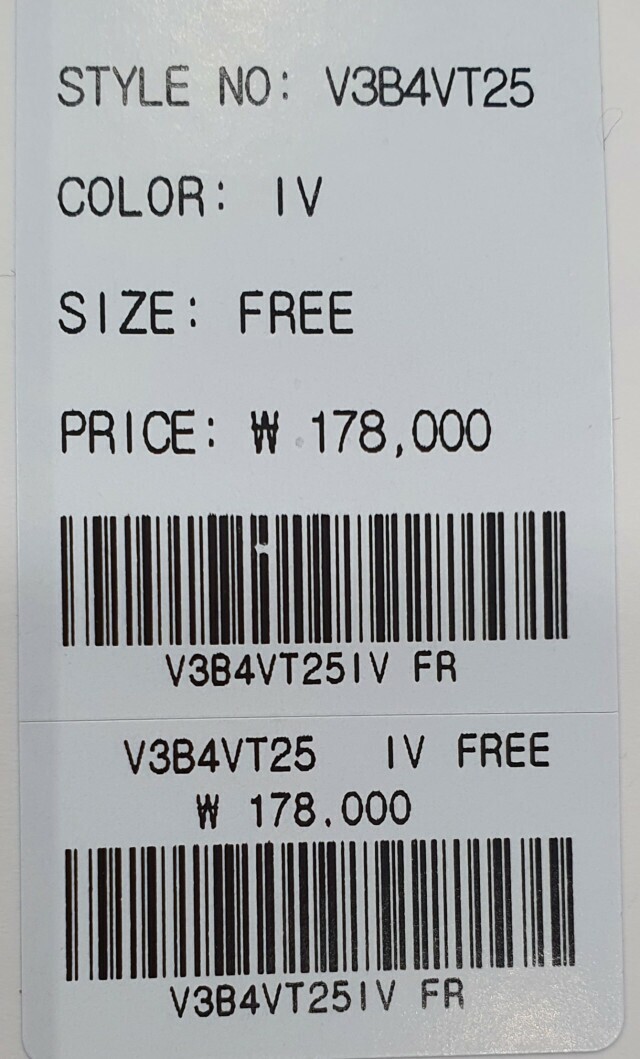 STYLE NO: V3B4VT25
COLOR: IV
SIZE: FREE
PRICE: ₩ 178,000
V3B4VT25IV FR
V3B4VT25 IV FREE
₩ 178.000
V3B4VT25IV FR